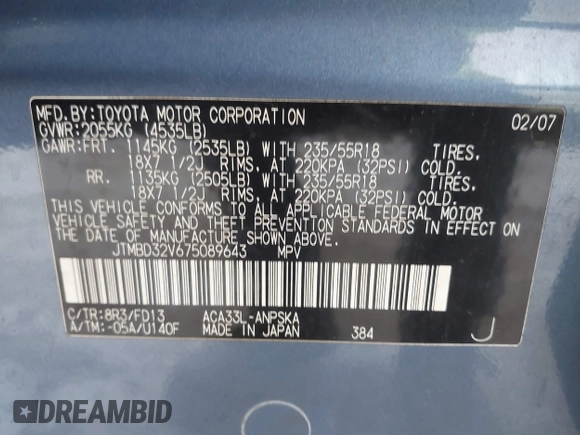 MFD.BY:TOYOTA MOTOR CORPORATION 02/07
GVWR:2055KG (4535LB)
GAWR:FRT. 1145KG (2535LB) WITH 235/55R18 TIRES,
18X7 1/2J RIMS, AT 220KPA (32PSI) COLD.
RR. 1135KG (2505LB) WITH 235/55R18 TIRES,
18X7 1/2J RIMS, AT 220KPA (32PSI) COLD.
THIS VEHICLE CONFORMS TO ALL APPLICABLE FEDERAL MOTOR
VEHICLE SAFETY AND THEFT PREVENTION STANDARDS IN EFFECT ON
THE DATE OF MANUFACTURE SHOWN ABOVE.
JTMBD32V675089643 MPV
C/TR:8R3/FD13 ACA33L-ANPSKA
A/TM:-05A/U140F MADE IN JAPAN 384 J
DREAMBID